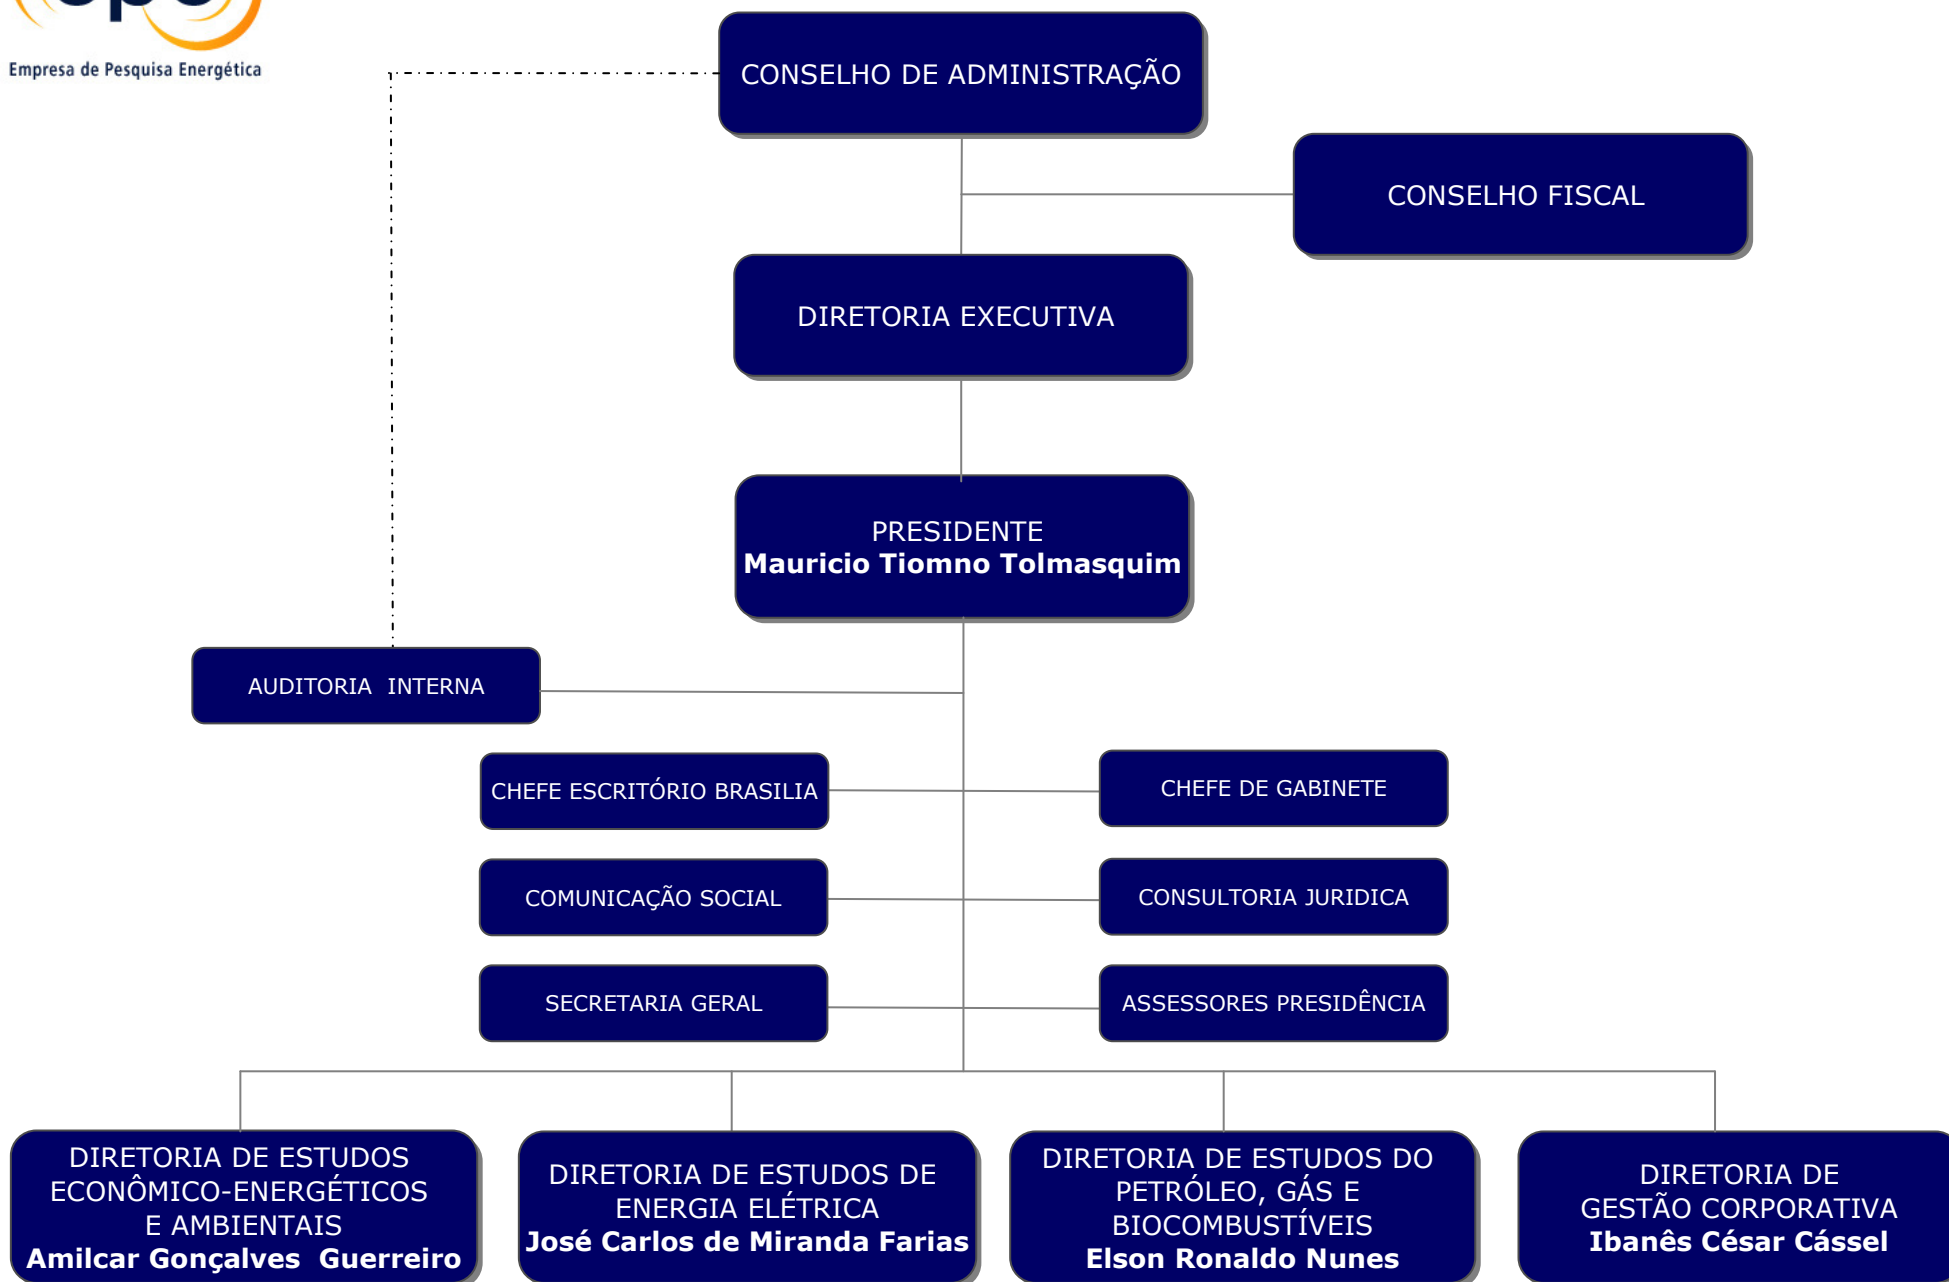 epe
Empresa de Pesquisa Energética
CONSELHO DE ADMINISTRAÇÃO
CONSELHO FISCAL
DIRETORIA EXECUTIVA
PRESIDENTE
Mauricio Tiomno Tolmasquim
AUDITORIA INTERNA
CHEFE ESCRITÓRIO BRASILIA
CHEFE DE GABINETE
COMUNICAÇÃO SOCIAL
CONSULTORIA JURIDICA
SECRETARIA GERAL
ASSESSORES PRESIDÊNCIA
DIRETORIA DE ESTUDOS
ECONÔMICO-ENERGÉTICOS
E AMBIENTAIS
Amilcar Gonçalves Guerreiro
DIRETORIA DE ESTUDOS DE
ENERGIA ELÉTRICA
José Carlos de Miranda Farias
DIRETORIA DE ESTUDOS DO
PETRÓLEO, GÁS E
BIOCOMBUSTÍVEIS
Elson Ronaldo Nunes
DIRETORIA DE
GESTÃO CORPORATIVA
Ibanês César Cássel